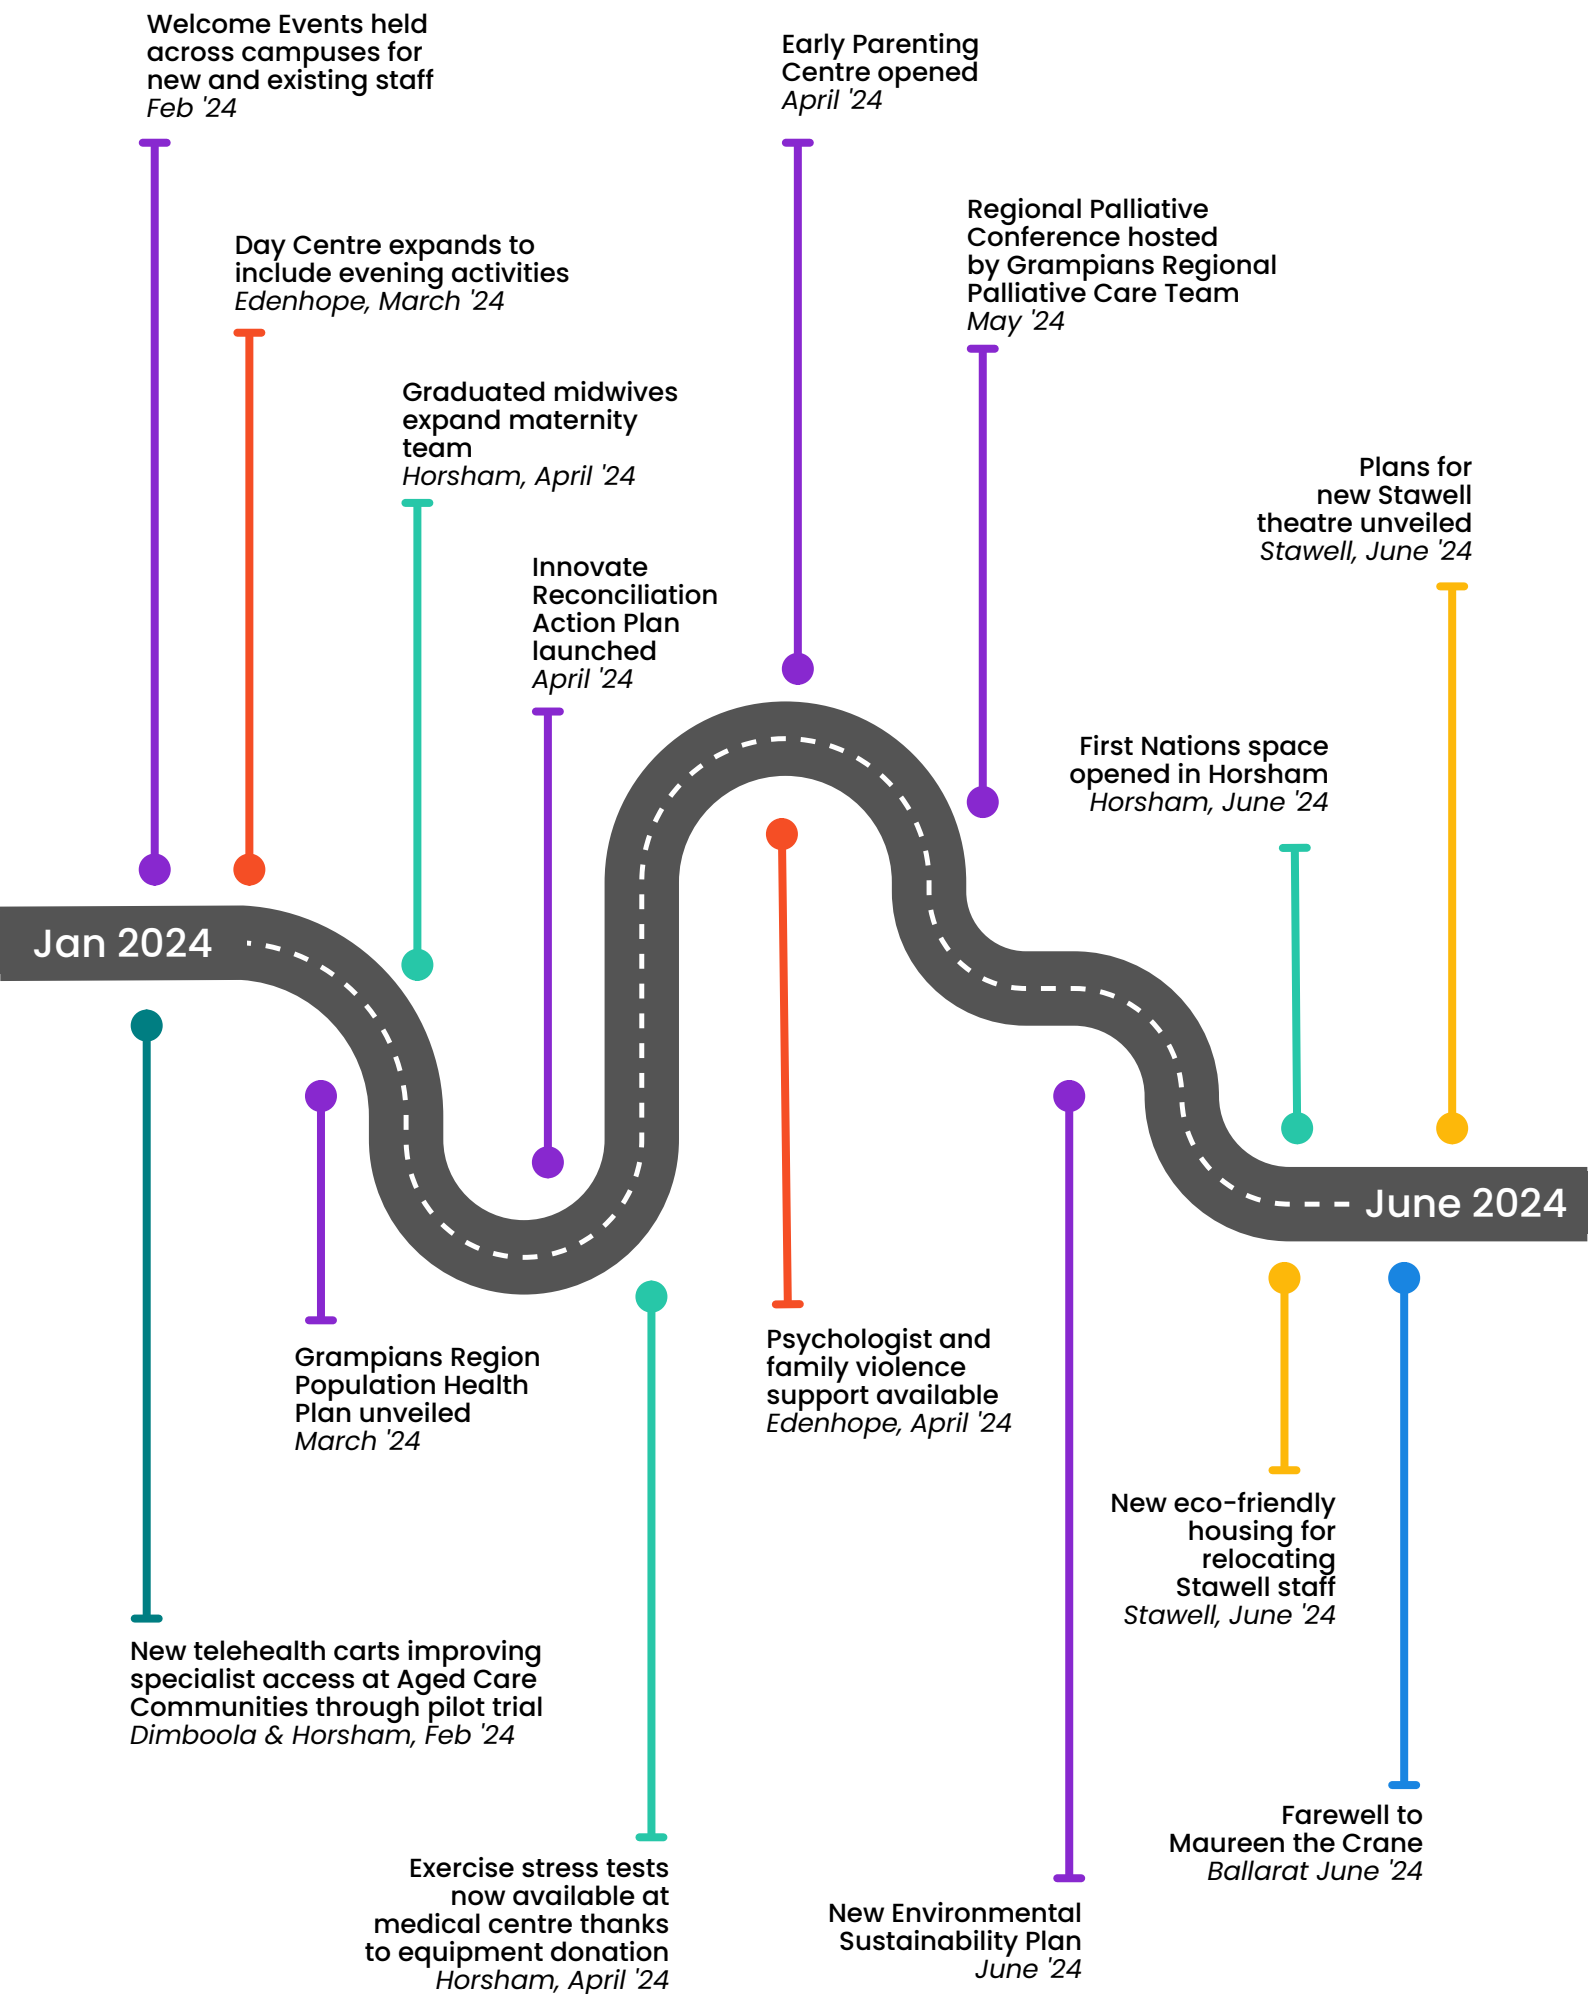 Welcome Events held
across campuses for
new and existing staff
Feb '24
Early Parenting
Centre opened
April '24
Day Centre expands to
include evening activities
Edenhope, March '24
Regional Palliative
Conference hosted
by Grampians Regional
Palliative Care Team
May '24
Graduated midwives
expand maternity
team
Horsham, April '24
Plans for
new Stawell
theatre unveiled
Stawell, June '24
Innovate
Reconciliation
Action Plan
launched
April '24
First Nations space
opened in Horsham
Horsham, June '24
Jan 2024
June 2024
Grampians Region
Population Health
Plan unveiled
March '24
Psychologist and
family violence
support available
Edenhope, April '24
New eco-friendly
housing for
relocating
Stawell staff
Stawell, June '24
New telehealth carts improving
specialist access at Aged Care
Communities through pilot trial
Dimboola & Horsham, Feb '24
Farewell to
Maureen the Crane
Ballarat June '24
Exercise stress tests
now available at
medical centre thanks
to equipment donation
Horsham, April '24
New Environmental
Sustainability Plan
June '24